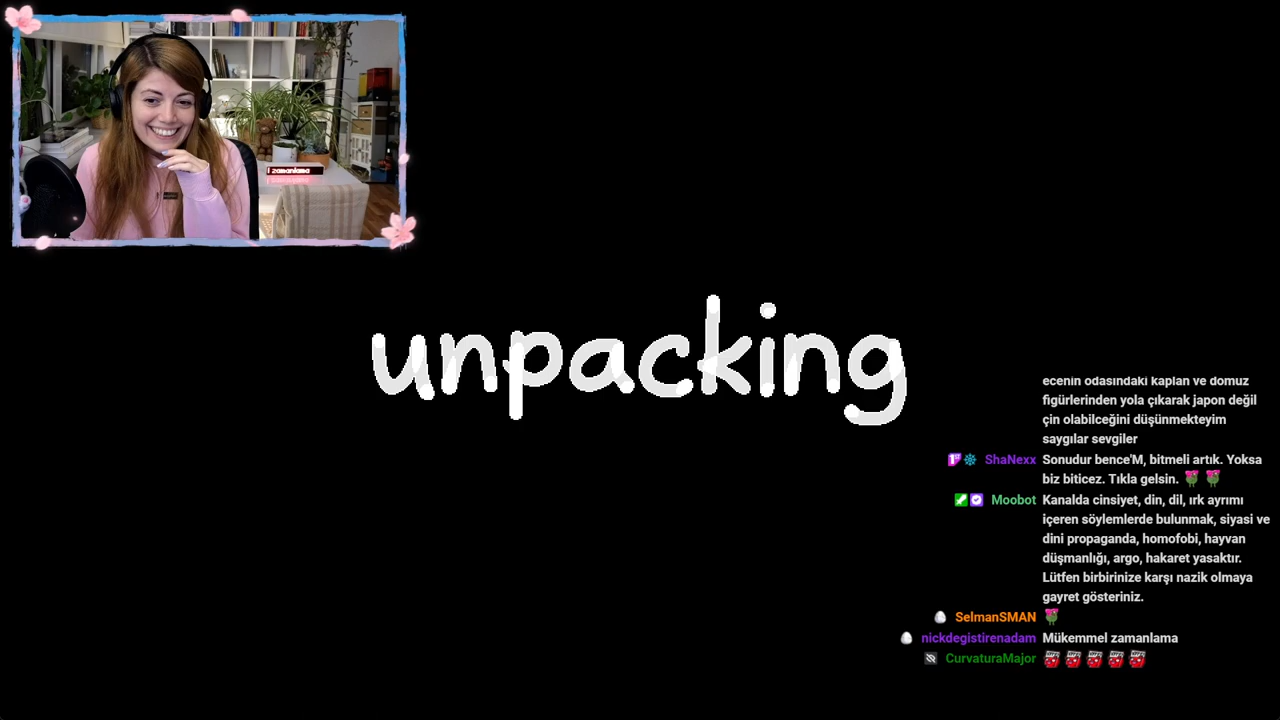 zamanlama
unpacking
ecenin odasındaki kaplan ve domuz
figürlerinden yola çıkarak japon değil
çin olabilceğini düşünmekteyim
saygılar sevgiler
ShaNexx Sonudur bence'M, bitmeli artık. Yoksa
biz biticez. Tıkla gelsin.
Moobot Kanalda cinsiyet, din, dil, ırk ayrımı
içeren söylemlerde bulunmak, siyasi ve
dini propaganda, homofobi, hayvan
düşmanlığı, argo, hakaret yasaktır.
Lütfen birbirinize karşı nazik olmaya
gayret gösteriniz.
SelmanSMAN
nickdegistirenadam Mükemmel zamanlama
CurvaturaMajor